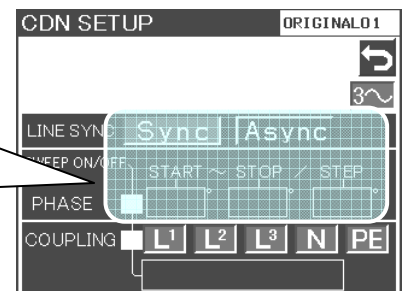 CDN SETUP ORIGINAL01
3～
LINE SYNC Sync Async
SWEEP ON/OFF START ～ STOP / STEP
PHASE ° ° °
COUPLING L1 L2 L3 N PE